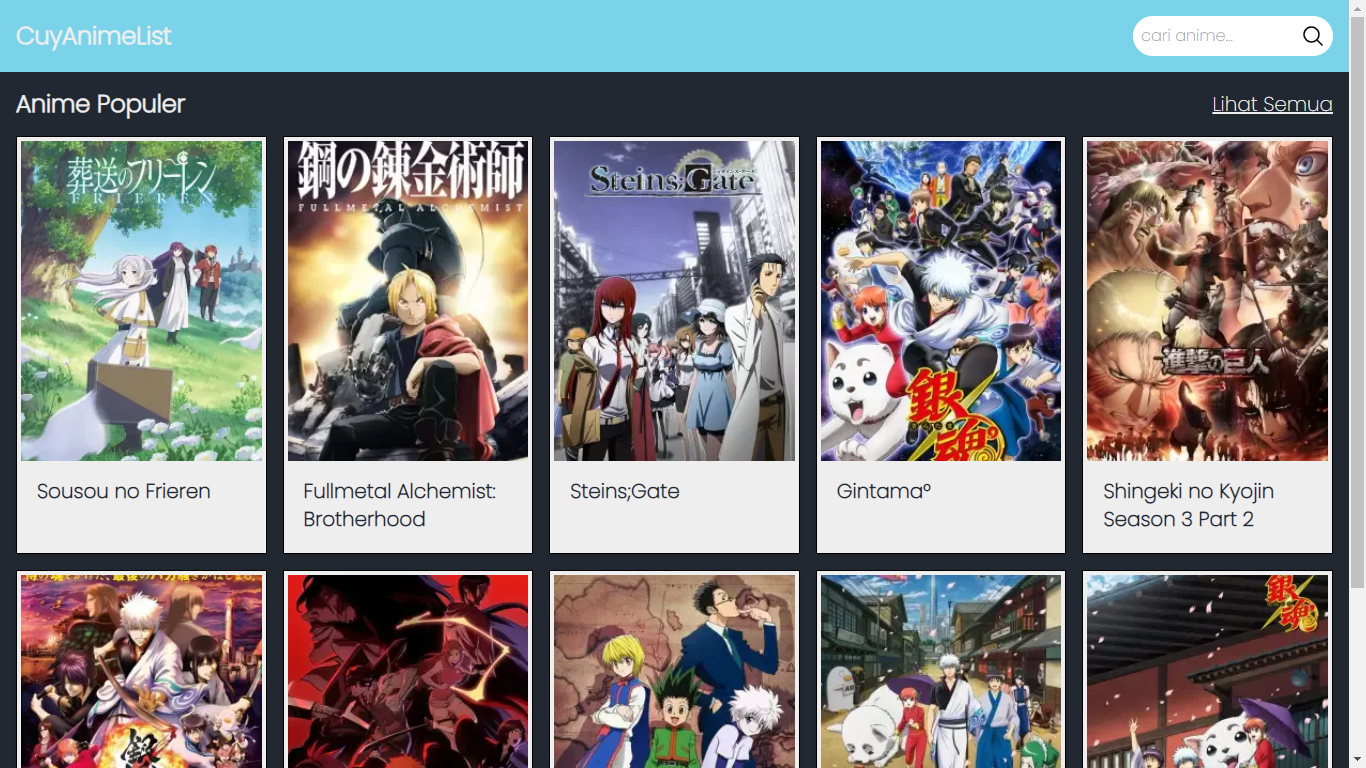 CuyAnimeList
cari anime...
Anime Populer
Lihat Semua
葬送のフリーレン
FRIEREN
鋼の錬金術師
FULLMETAL ALCHEMIST
Steins;Gate
銀魂°
進撃の巨人
Sousou no Frieren
Fullmetal Alchemist:
Brotherhood
Steins;Gate
Gintama°
Shingeki no Kyojin
Season 3 Part 2
銀魂